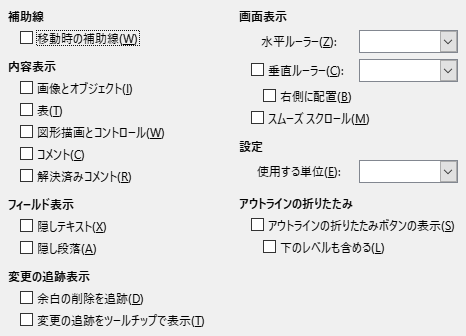 補助線
移動時の補助線(W)
内容表示
画像とオブジェクト(I)
表(T)
図形描画とコントロール(W)
コメント(C)
解決済みコメント(R)
フィールド表示
隠しテキスト(X)
隠し段落(A)
変更の追跡表示
余白の削除を追跡(D)
変更の追跡をツールチップで表示(T)
画面表示
水平ルーラー(Z):
垂直ルーラー(C):
右側に配置(B)
スムーズ スクロール(M)
設定
使用する単位(E):
アウトラインの折りたたみ
アウトラインの折りたたみボタンの表示(S)
下のレベルも含める(L)